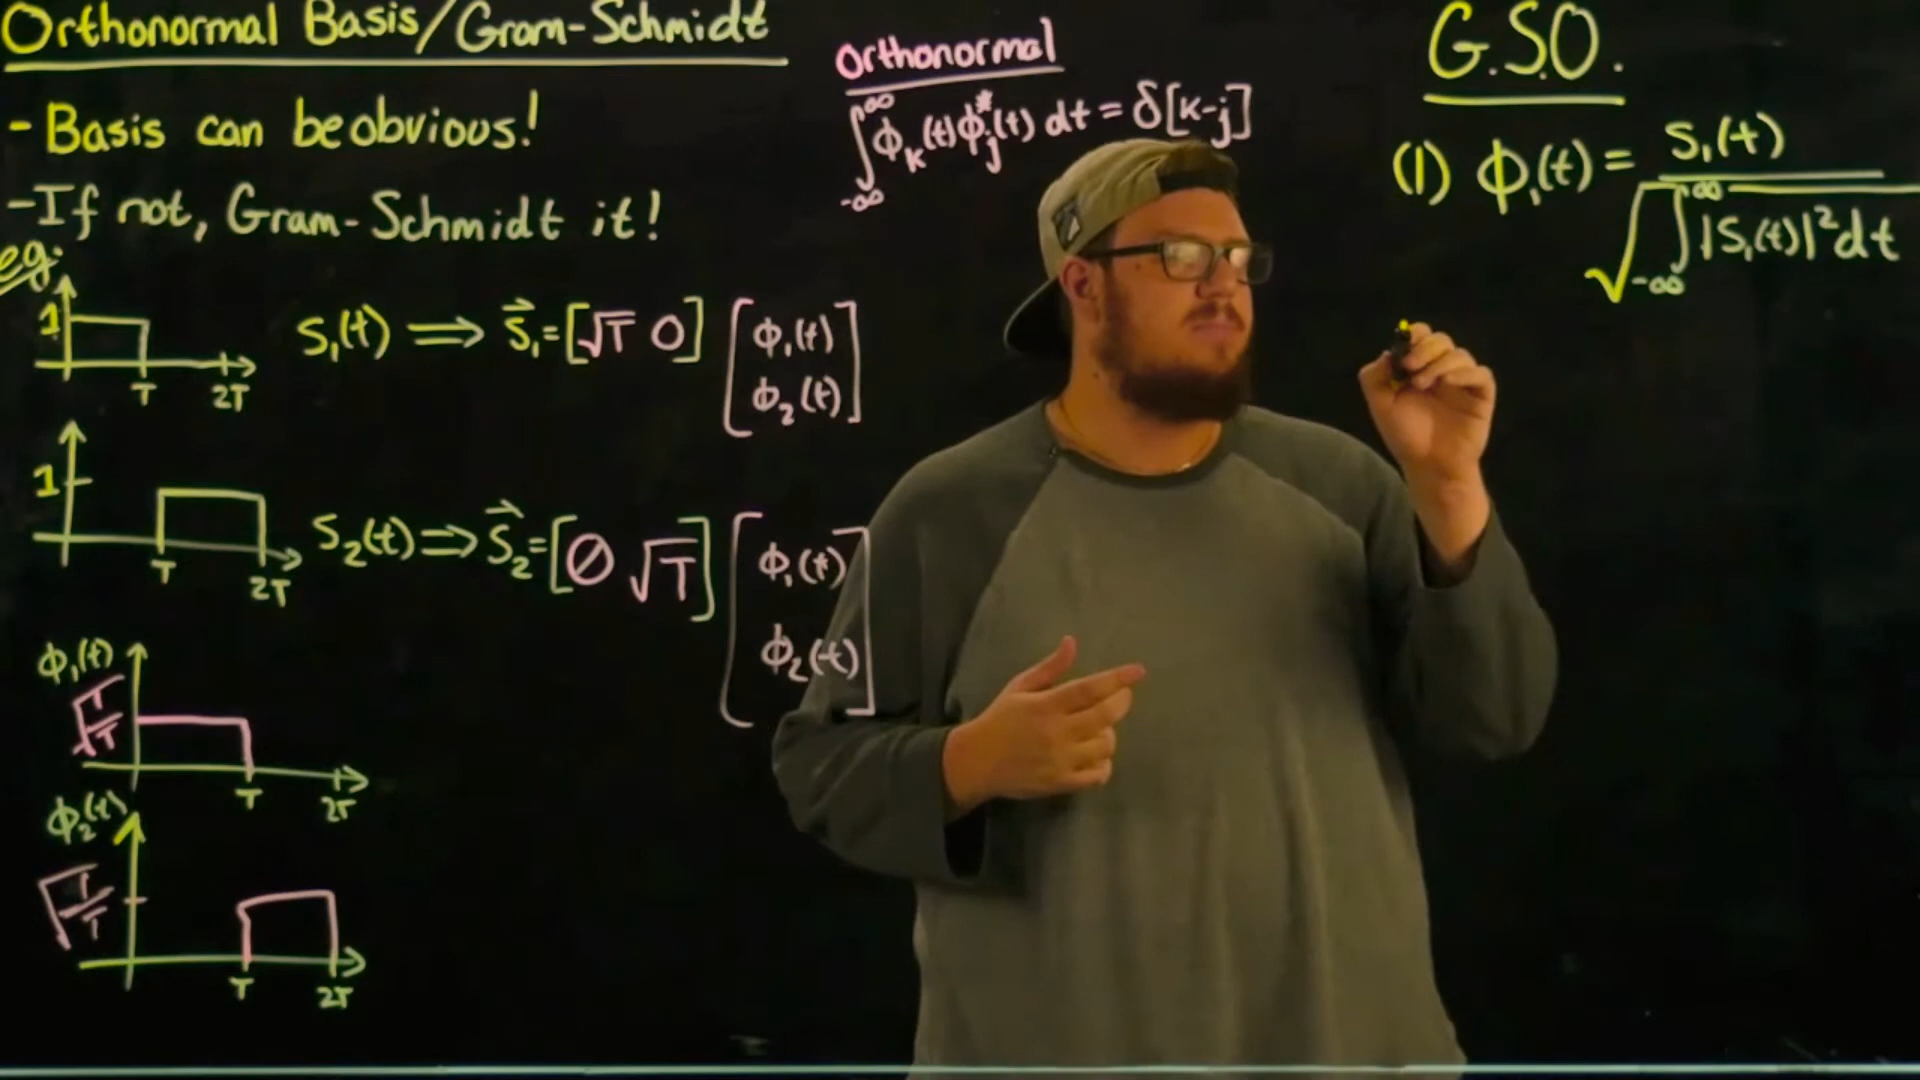 Orthonormal Basis/Gram-Schmidt
- Basis can be obvious!
- If not, Gram-Schmidt it!
eg:
1
T 2T
S₁(t) ⟹ S⃗₁ = [√T 0] [ϕ₁(t)
ϕ₂(t)]
1
T 2T
S₂(t) ⟹ S⃗₂ = [∅ √T] [ϕ₁(t)
ϕ₂(t)]
ϕ₁(t)
√(1/T)
T 2T
ϕ₂(t)
√(1/T)
T 2T
Orthonormal
∫_{-∞}^{∞} ϕₖ(t) ϕⱼ*(t) dt = δ[k-j]
G.S.O.
(1) ϕ₁(t) = S₁(t) / √(∫_{-∞}^{∞} |S₁(t)|² dt)